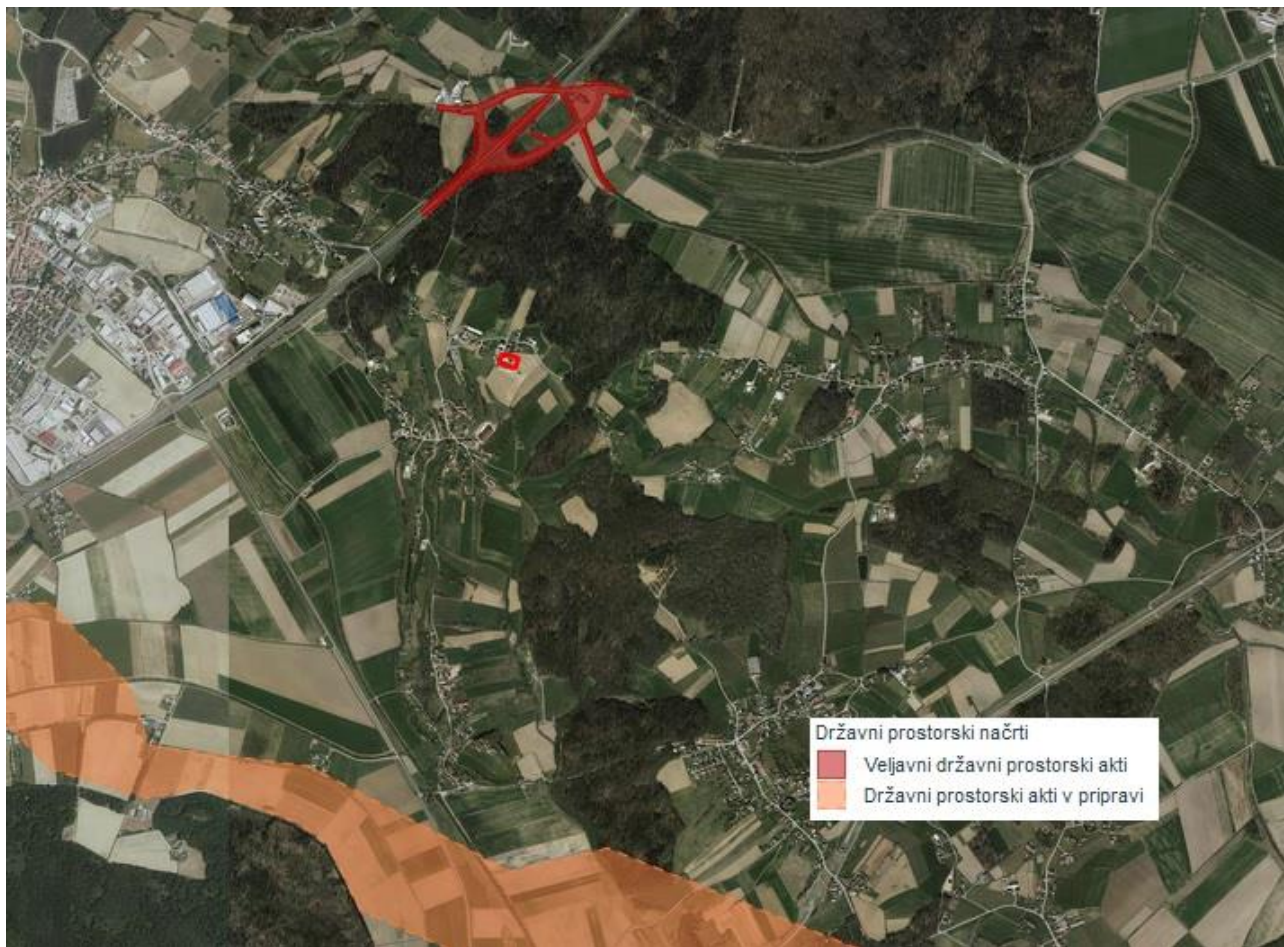 Državni prostorski načrti
Veljavni državni prostorski akti
Državni prostorski akti v pripravi